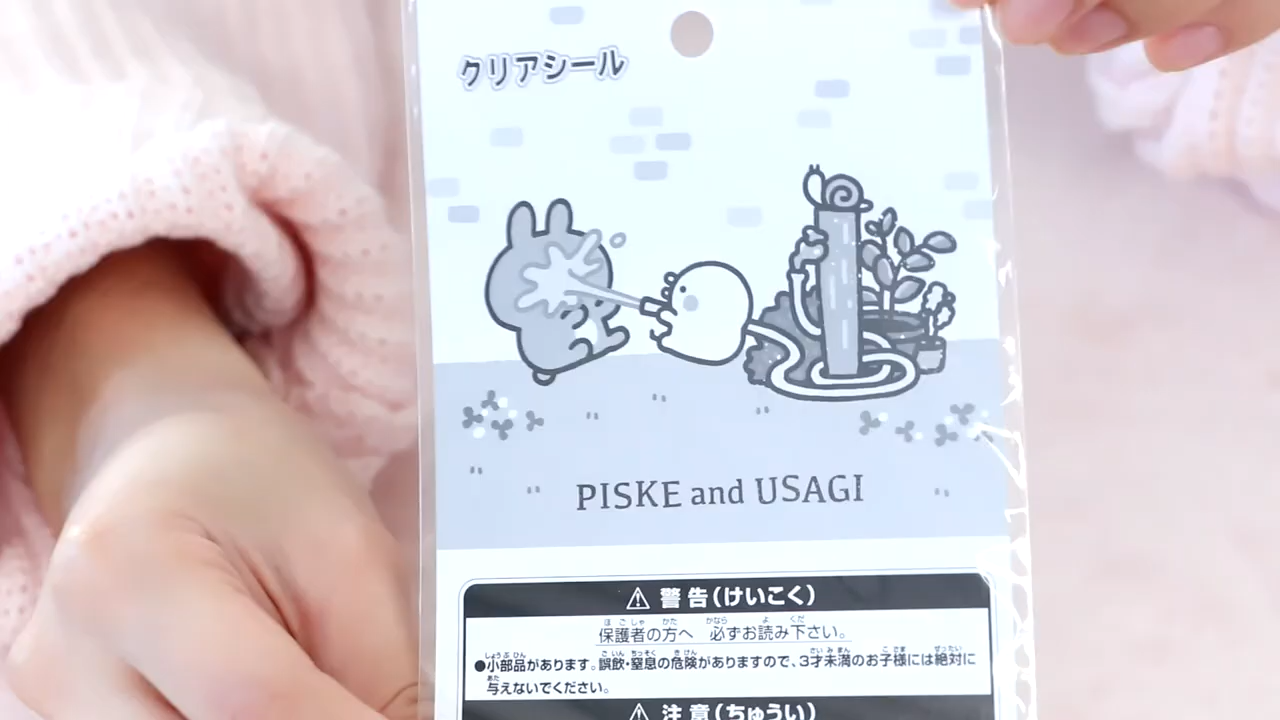 クリアシール
PISKE and USAGI
⚠ 警告(けいこく)
保護者の方へ 必ずお読み下さい。
●小部品があります。誤飲・窒息の危険がありますので、3才未満のお子様には絶対に
与えないでください。
⚠ 注意(ちゅうい)